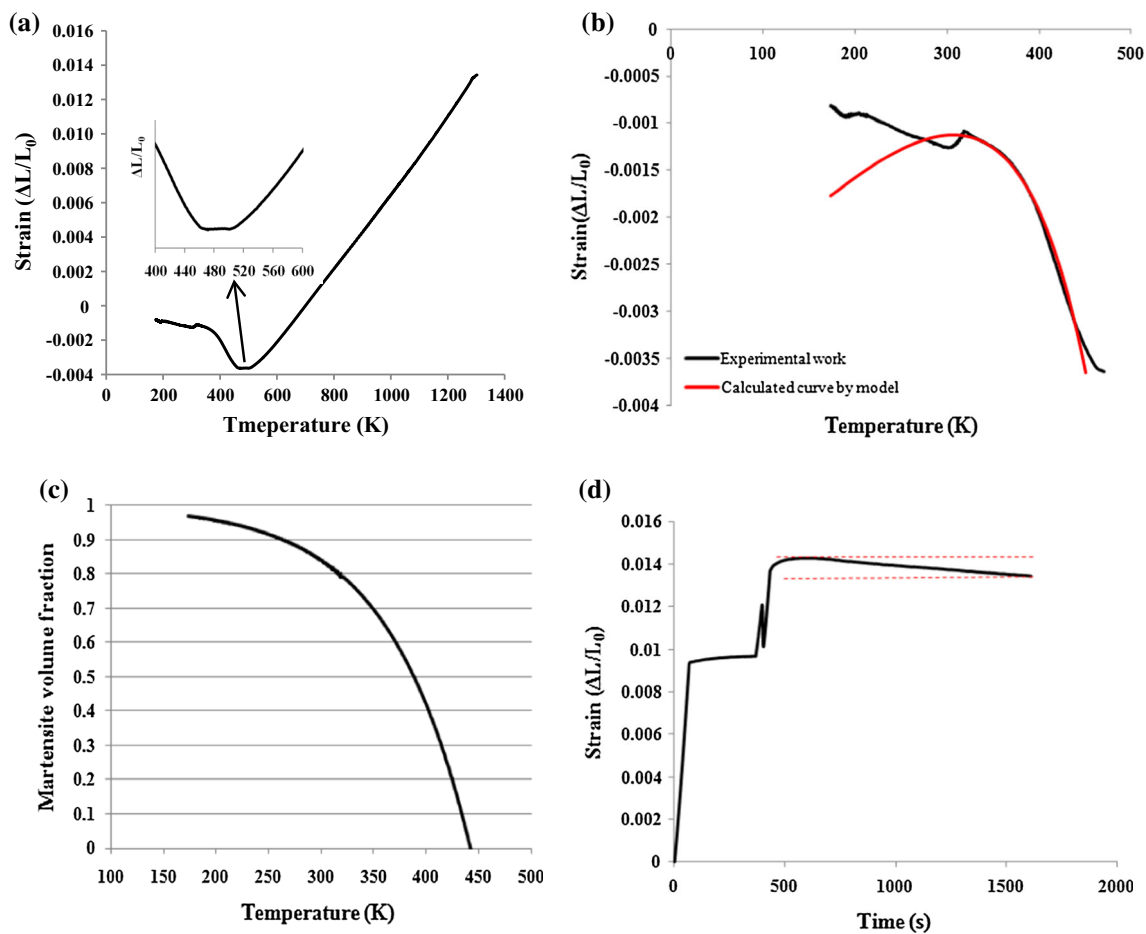 (a)
0.016
0.014
0.012
0.010
0.008
0.006
0.004
0.002
0
-0.002
-0.004
Strain (ΔL/L0)
0 200 400 600 800 1000 1200 1400
Tmeperature (K)
ΔL/L0
400 440 480 520 560 600
(b)
0
-0.0005
-0.001
-0.0015
-0.002
-0.0025
-0.003
-0.0035
-0.004
0 100 200 300 400 500
Strain(ΔL/L0)
Experimental work
Calculated curve by model
Temperature (K)
(c)
1
0.9
0.8
0.7
0.6
0.5
0.4
0.3
0.2
0.1
0
Martensite volume fraction
100 150 200 250 300 350 400 450 500
Temperature (K)
(d)
0.016
0.014
0.012
0.01
0.008
0.006
0.004
0.002
0
Strain (ΔL/L0)
0 500 1000 1500 2000
Time (s)